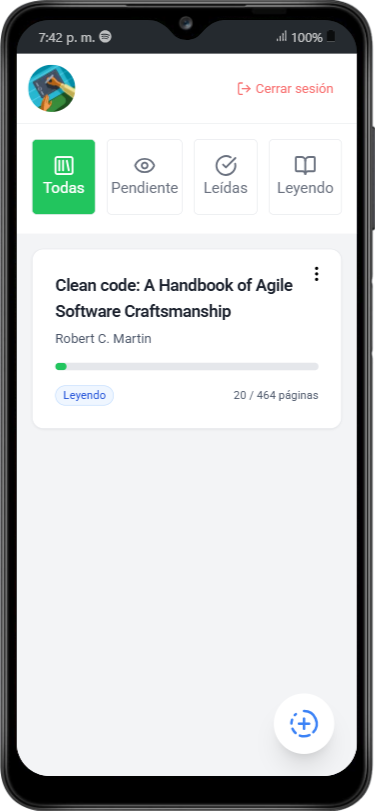 7:42 p. m.
100%
Cerrar sesión
Todas
Pendiente
Leídas
Leyendo
Clean code: A Handbook of Agile
Software Craftsmanship
Robert C. Martin
Leyendo
20 / 464 páginas